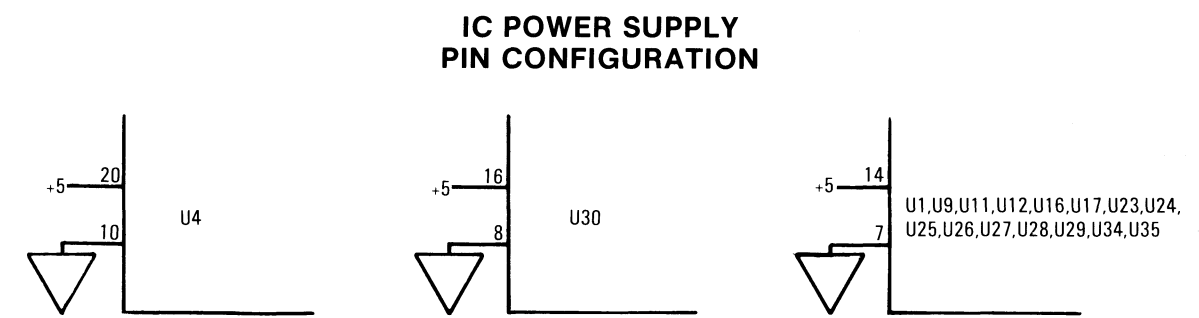 IC POWER SUPPLY
PIN CONFIGURATION
20
+5
U4
10
16
+5
U30
8
14
+5
U1,U9,U11,U12,U16,U17,U23,U24,
U25,U26,U27,U28,U29,U34,U35
7